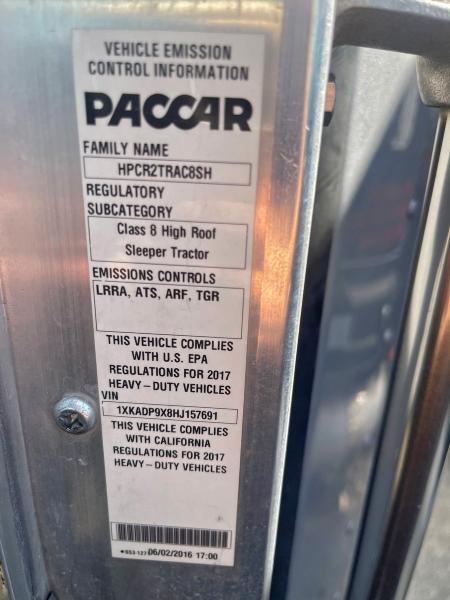 VEHICLE EMISSION
CONTROL INFORMATION
PACCAR
FAMILY NAME
HPCR2TRAC8SH
REGULATORY
SUBCATEGORY
Class 8 High Roof
Sleeper Tractor
EMISSIONS CONTROLS
LRRA, ATS, ARF, TGR
THIS VEHICLE COMPLIES
WITH U.S. EPA
REGULATIONS FOR 2017
HEAVY-DUTY VEHICLES
VIN
1XKADP9X8HJ157691
THIS VEHICLE COMPLIES
WITH CALIFORNIA
REGULATIONS FOR 2017
HEAVY-DUTY VEHICLES
06/02/2016 17:00